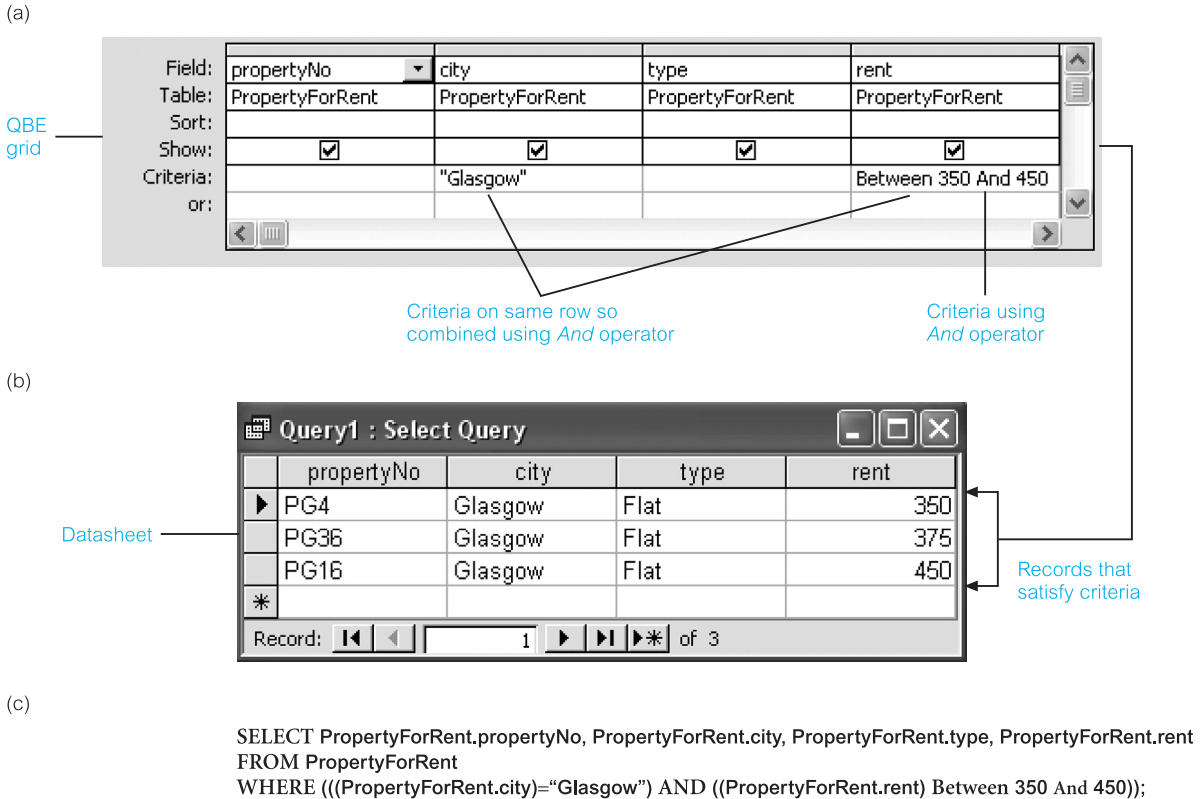 (a)
Field: propertyNo city type rent
Table: PropertyForRent PropertyForRent PropertyForRent PropertyForRent
Sort:
Show:
Criteria: "Glasgow" Between 350 And 450
or:
QBE
grid
Criteria on same row so
combined using And operator
Criteria using
And operator
(b)
Query1 : Select Query
propertyNo city type rent
PG4 Glasgow Flat 350
PG36 Glasgow Flat 375
PG16 Glasgow Flat 450
Datasheet
Records that
satisfy criteria
Record: 1 of 3
(c)
SELECT PropertyForRent.propertyNo, PropertyForRent.city, PropertyForRent.type, PropertyForRent.rent
FROM PropertyForRent
WHERE (((PropertyForRent.city)=“Glasgow”) AND ((PropertyForRent.rent) Between 350 And 450));